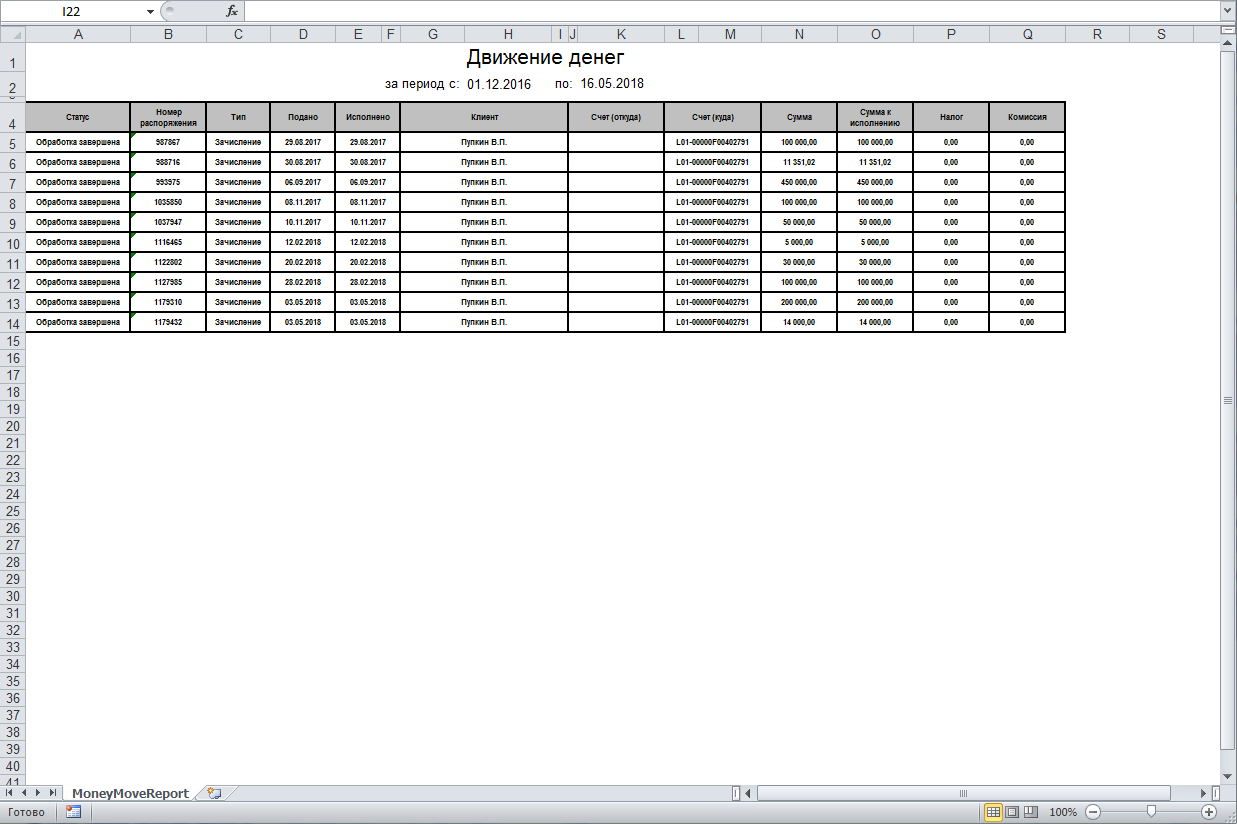 I22 fx
A B C D E F G H I J K L M N O P Q R S
1 Движение денег
2 за период с: 01.12.2016 по: 16.05.2018
4 Статус Номер распоряжения Тип Подано Исполнено Клиент Счет (откуда) Счет (куда) Сумма Сумма к исполнению Налог Комиссия
5 Обработка завершена 987867 Зачисление 29.08.2017 29.08.2017 Пупкин В.П. L01-00000F00402791 100 000,00 100 000,00 0,00 0,00
6 Обработка завершена 988716 Зачисление 30.08.2017 30.08.2017 Пупкин В.П. L01-00000F00402791 11 351,02 11 351,02 0,00 0,00
7 Обработка завершена 993975 Зачисление 06.09.2017 06.09.2017 Пупкин В.П. L01-00000F00402791 450 000,00 450 000,00 0,00 0,00
8 Обработка завершена 1035850 Зачисление 08.11.2017 08.11.2017 Пупкин В.П. L01-00000F00402791 100 000,00 100 000,00 0,00 0,00
9 Обработка завершена 1037947 Зачисление 10.11.2017 10.11.2017 Пупкин В.П. L01-00000F00402791 50 000,00 50 000,00 0,00 0,00
10 Обработка завершена 1116465 Зачисление 12.02.2018 12.02.2018 Пупкин В.П. L01-00000F00402791 5 000,00 5 000,00 0,00 0,00
11 Обработка завершена 1122802 Зачисление 20.02.2018 20.02.2018 Пупкин В.П. L01-00000F00402791 30 000,00 30 000,00 0,00 0,00
12 Обработка завершена 1127985 Зачисление 28.02.2018 28.02.2018 Пупкин В.П. L01-00000F00402791 100 000,00 100 000,00 0,00 0,00
13 Обработка завершена 1179310 Зачисление 03.05.2018 03.05.2018 Пупкин В.П. L01-00000F00402791 200 000,00 200 000,00 0,00 0,00
14 Обработка завершена 1179432 Зачисление 03.05.2018 03.05.2018 Пупкин В.П. L01-00000F00402791 14 000,00 14 000,00 0,00 0,00
15
16
17
18
19
20
21
22
23
24
25
26
27
28
29
30
31
32
33
34
35
36
37
38
39
40
41
MoneyMoveReport
Готово 100%